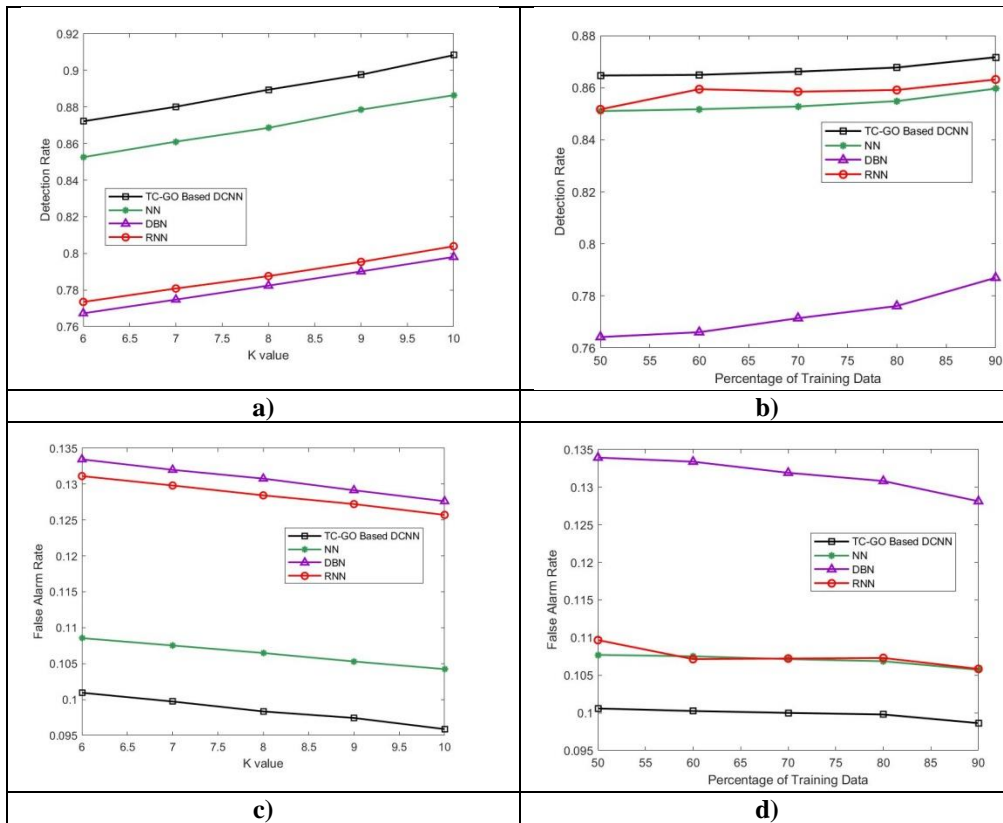 0.92
0.9
0.88
0.86
0.84
0.82
0.8
0.78
0.76
Detection Rate
TC-GO Based DCNN
NN
DBN
RNN
6 6.5 7 7.5 8 8.5 9 9.5 10
K value
a)
0.88
0.86
0.84
0.82
0.8
0.78
0.76
Detection Rate
TC-GO Based DCNN
NN
DBN
RNN
50 55 60 65 70 75 80 85 90
Percentage of Training Data
b)
0.135
0.13
0.125
0.12
0.115
0.11
0.105
0.1
0.095
False Alarm Rate
TC-GO Based DCNN
NN
DBN
RNN
6 6.5 7 7.5 8 8.5 9 9.5 10
K value
c)
0.135
0.13
0.125
0.12
0.115
0.11
0.105
0.1
0.095
False Alarm Rate
TC-GO Based DCNN
NN
DBN
RNN
50 55 60 65 70 75 80 85 90
Percentage of Training Data
d)